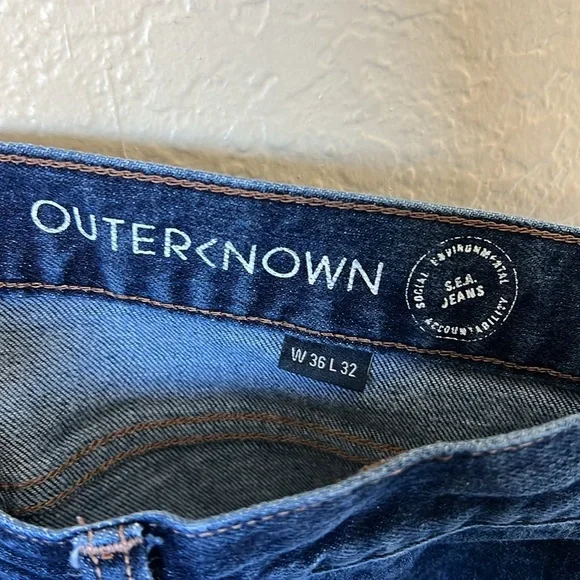 OUTER<NOWN
SOCIAL ENVIRONMENTAL
S.E.A.
JEANS
ACCOUNTABILITY
W 36 L 32